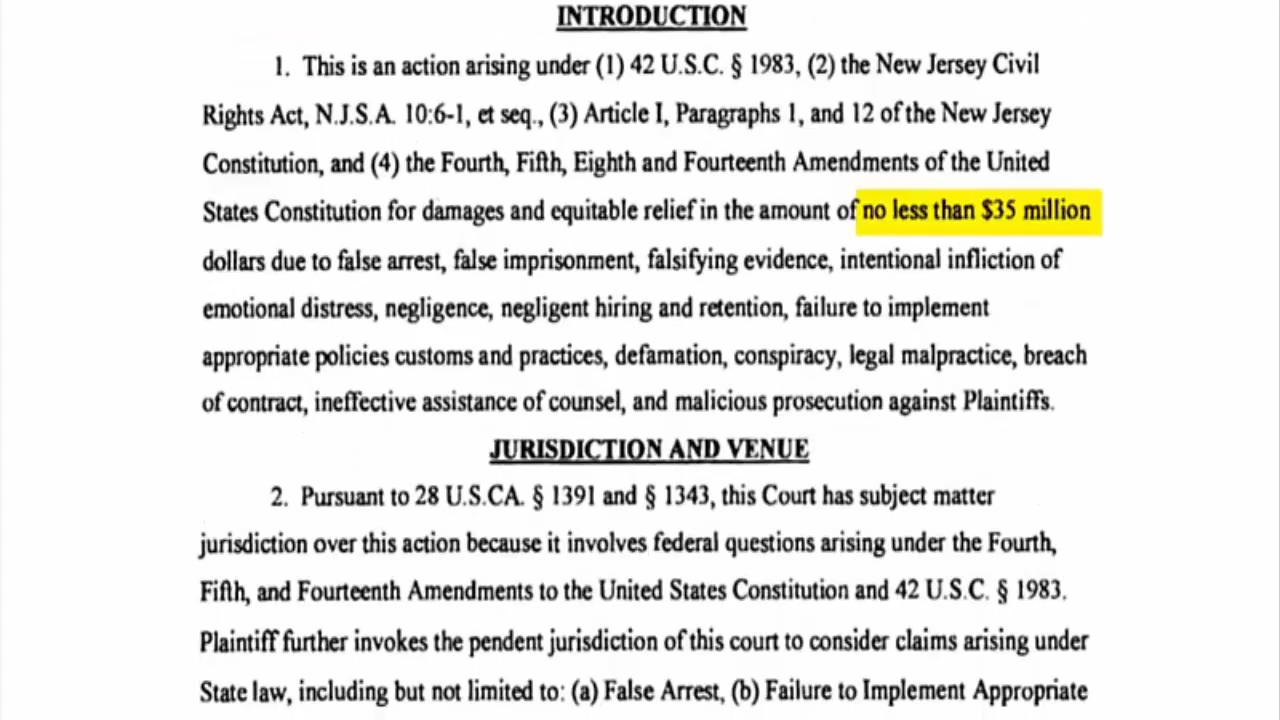 INTRODUCTION
1. This is an action arising under (1) 42 U.S.C. § 1983, (2) the New Jersey Civil
Rights Act, N.J.S.A. 10:6-1, et seq., (3) Article I, Paragraphs 1, and 12 of the New Jersey
Constitution, and (4) the Fourth, Fifth, Eighth and Fourteenth Amendments of the United
States Constitution for damages and equitable relief in the amount of no less than $35 million
dollars due to false arrest, false imprisonment, falsifying evidence, intentional infliction of
emotional distress, negligence, negligent hiring and retention, failure to implement
appropriate policies customs and practices, defamation, conspiracy, legal malpractice, breach
of contract, ineffective assistance of counsel, and malicious prosecution against Plaintiffs.
JURISDICTION AND VENUE
2. Pursuant to 28 U.S.CA. § 1391 and § 1343, this Court has subject matter
jurisdiction over this action because it involves federal questions arising under the Fourth,
Fifth, and Fourteenth Amendments to the United States Constitution and 42 U.S.C. § 1983.
Plaintiff further invokes the pendent jurisdiction of this court to consider claims arising under
State law, including but not limited to: (a) False Arrest, (b) Failure to Implement Appropriate